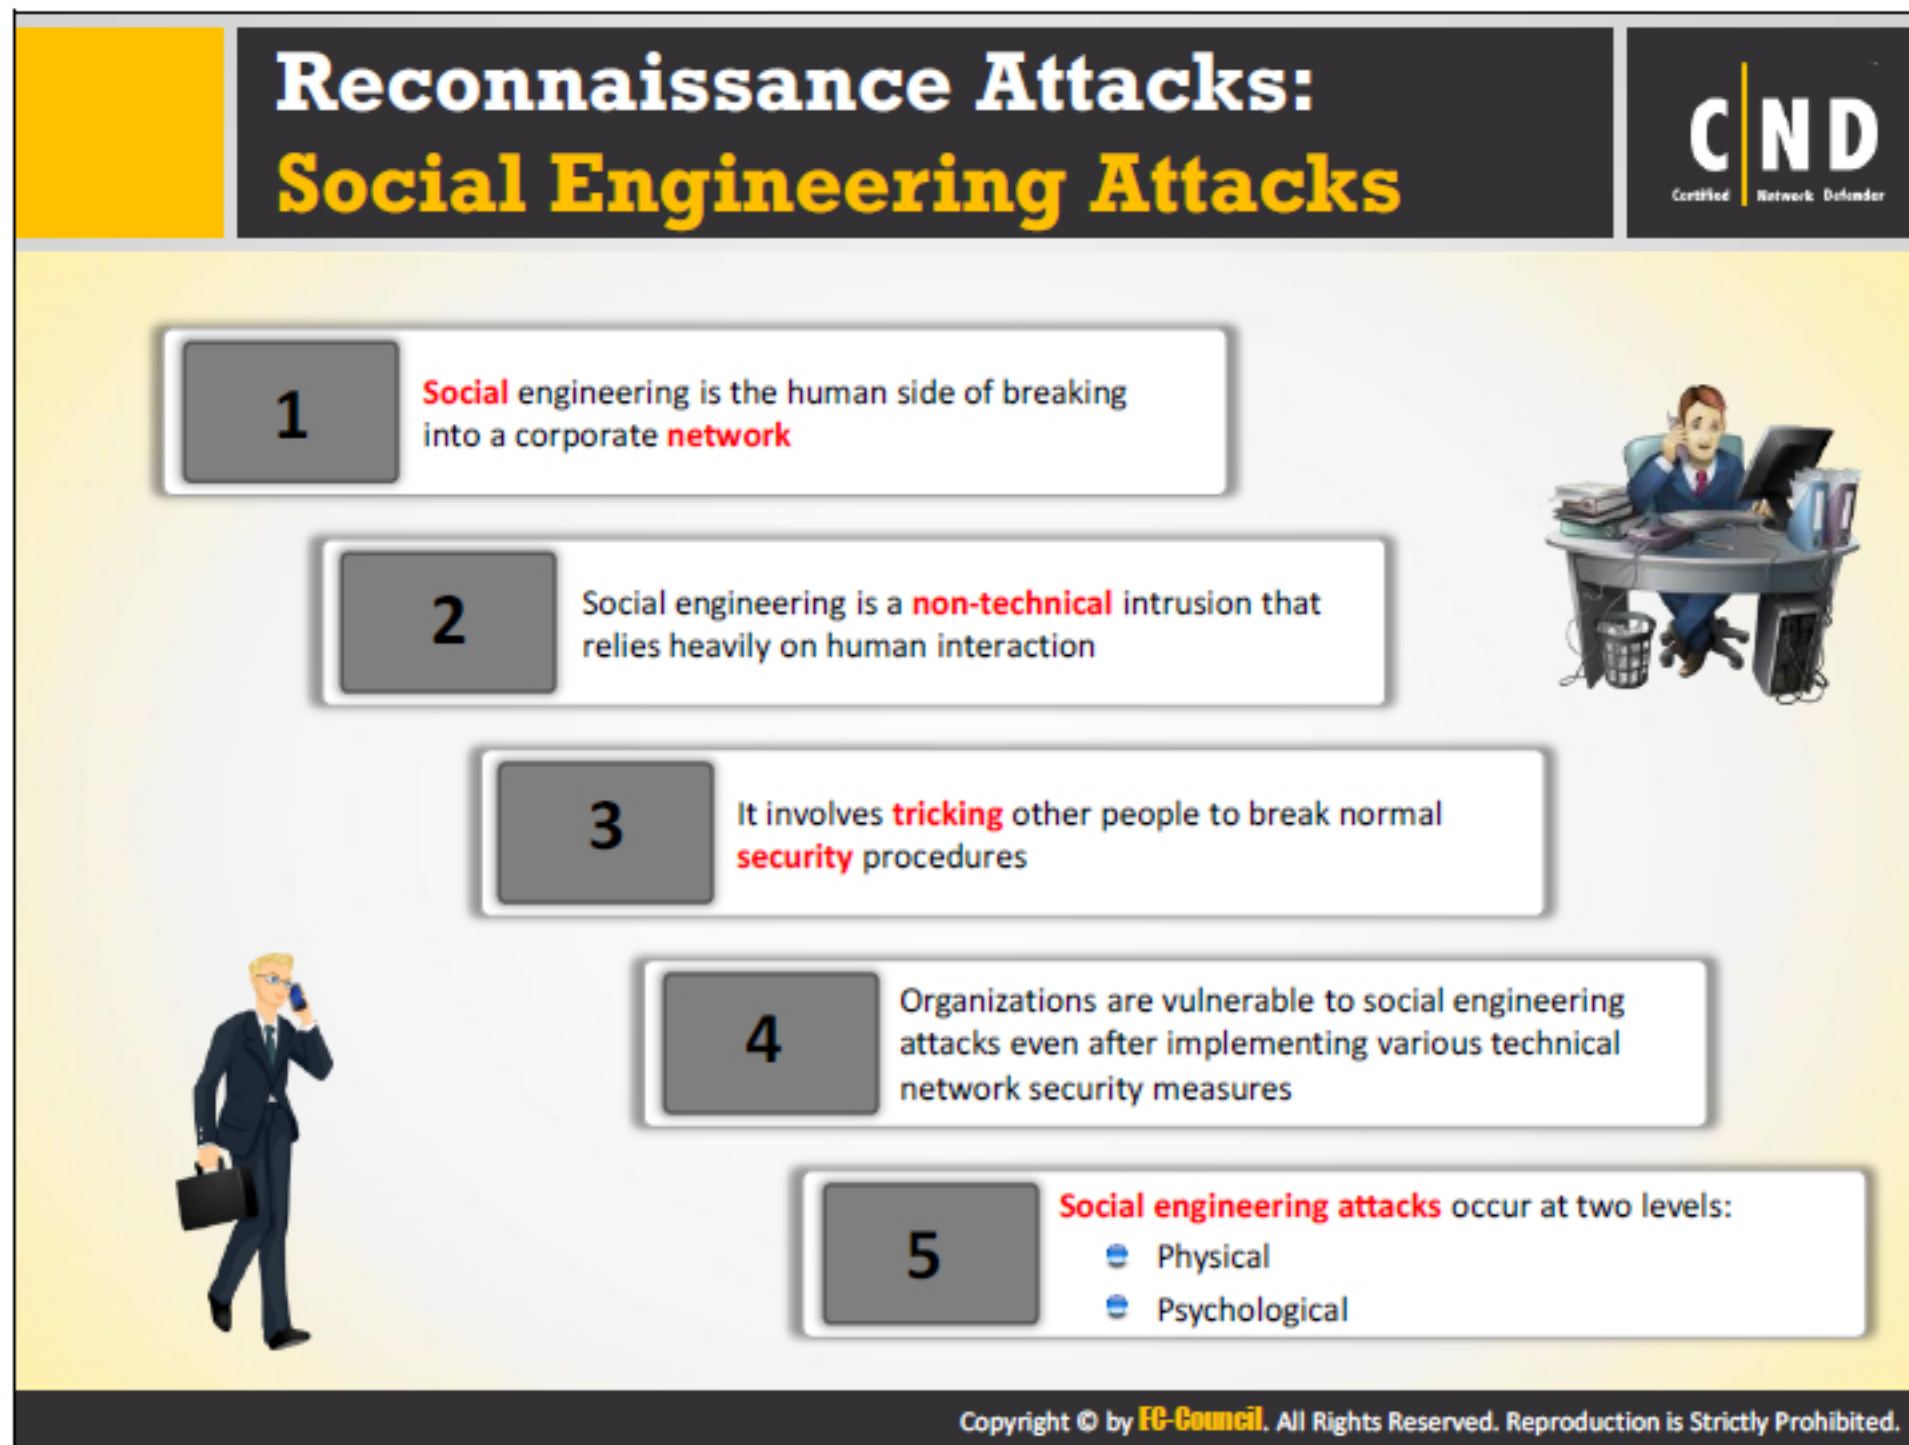 Reconnaissance Attacks:
Social Engineering Attacks
C ND
Certified Network Defender
1
Social engineering is the human side of breaking
into a corporate network
2
Social engineering is a non-technical intrusion that
relies heavily on human interaction
3
It involves tricking other people to break normal
security procedures
4
Organizations are vulnerable to social engineering
attacks even after implementing various technical
network security measures
5
Social engineering attacks occur at two levels:
Physical
Psychological
Copyright © by EC-Council. All Rights Reserved. Reproduction is Strictly Prohibited.